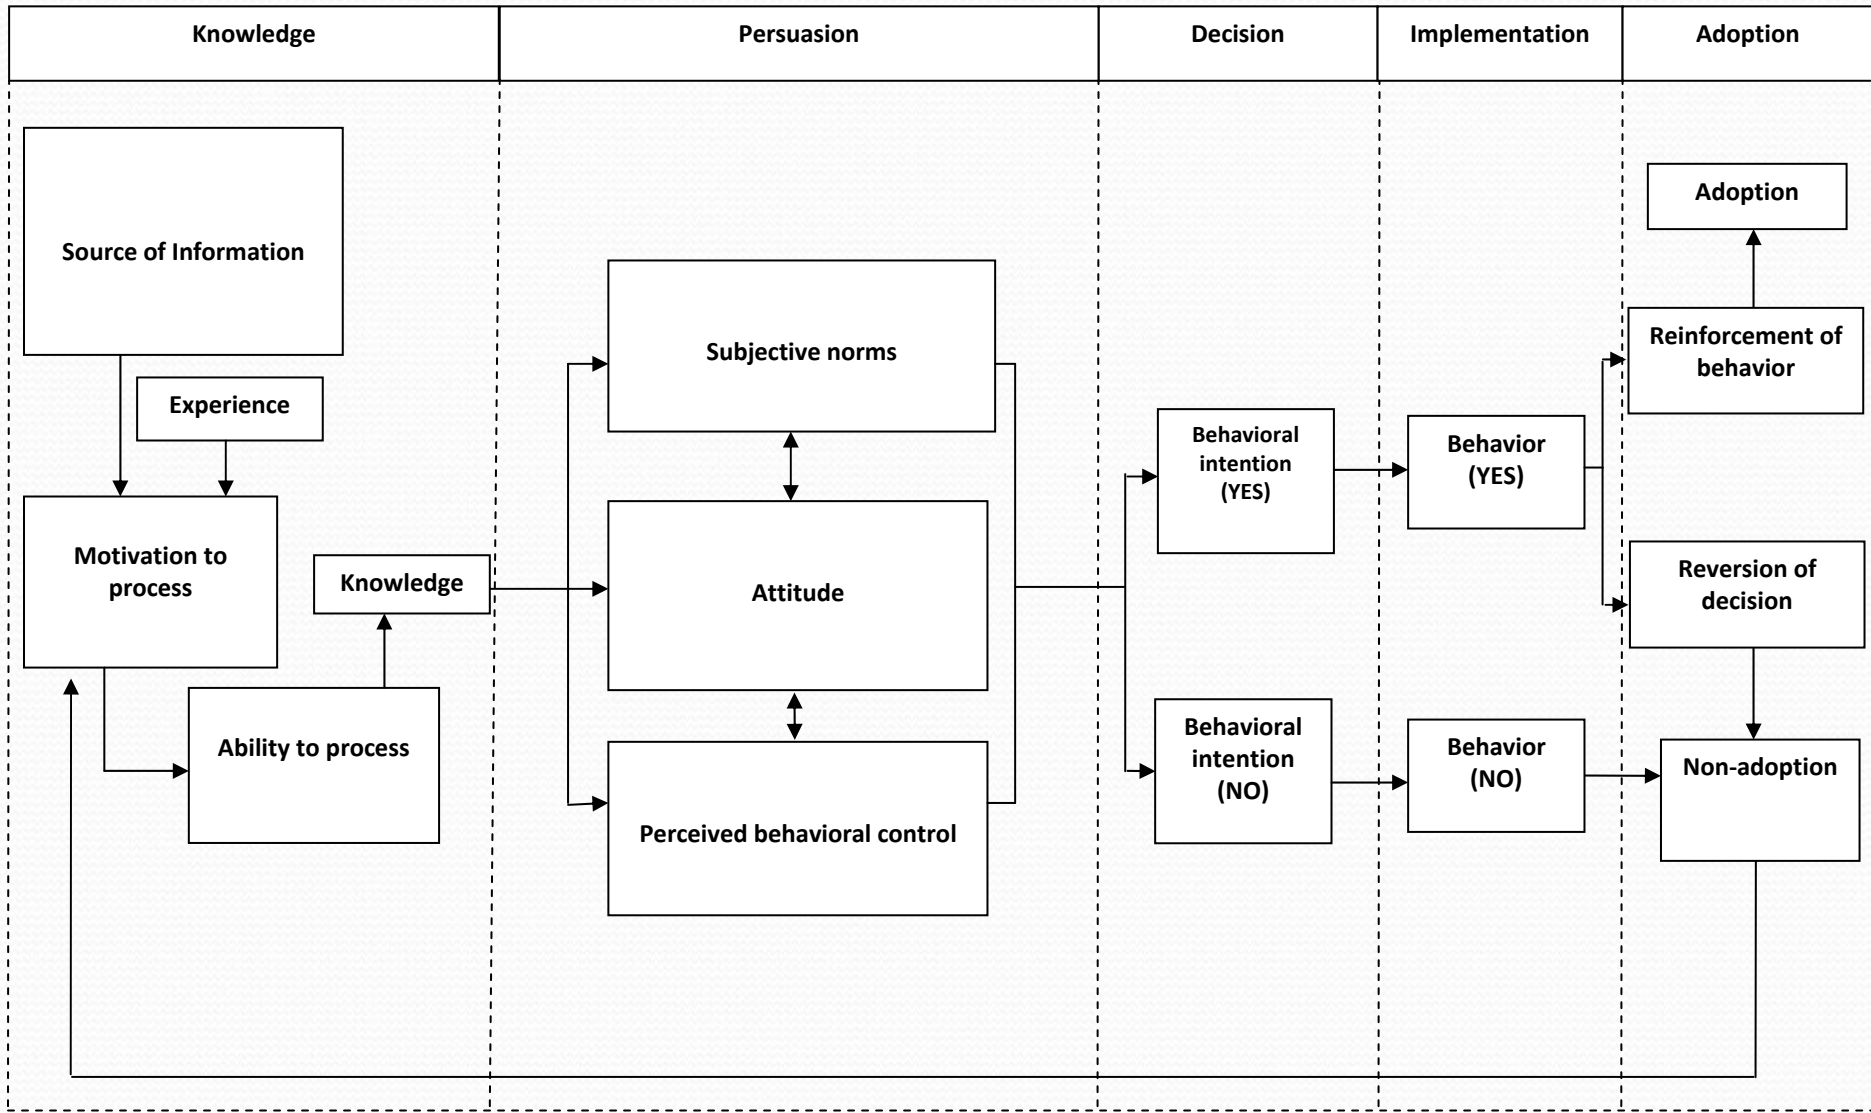 Knowledge
Persuasion
Decision
Implementation
Adoption
Source of Information
Experience
Motivation to
process
Knowledge
Ability to process
Subjective norms
Attitude
Perceived behavioral control
Behavioral
intention
(YES)
Behavioral
intention
(NO)
Behavior
(YES)
Behavior
(NO)
Adoption
Reinforcement of
behavior
Reversion of
decision
Non-adoption